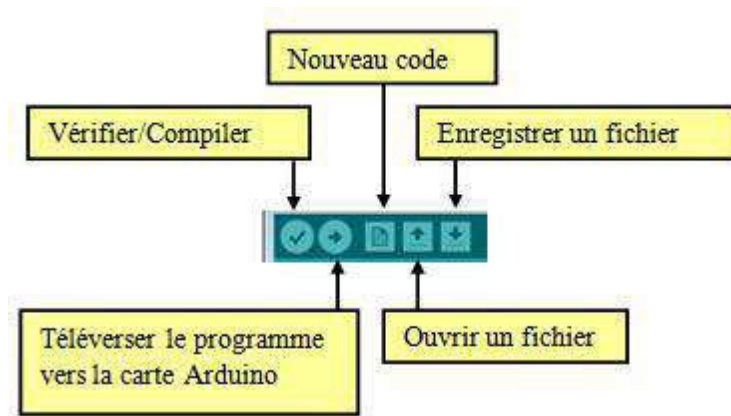 Nouveau code
Vérifier/Compiler
Enregistrer un fichier
Téléverser le programme
vers la carte Arduino
Ouvrir un fichier